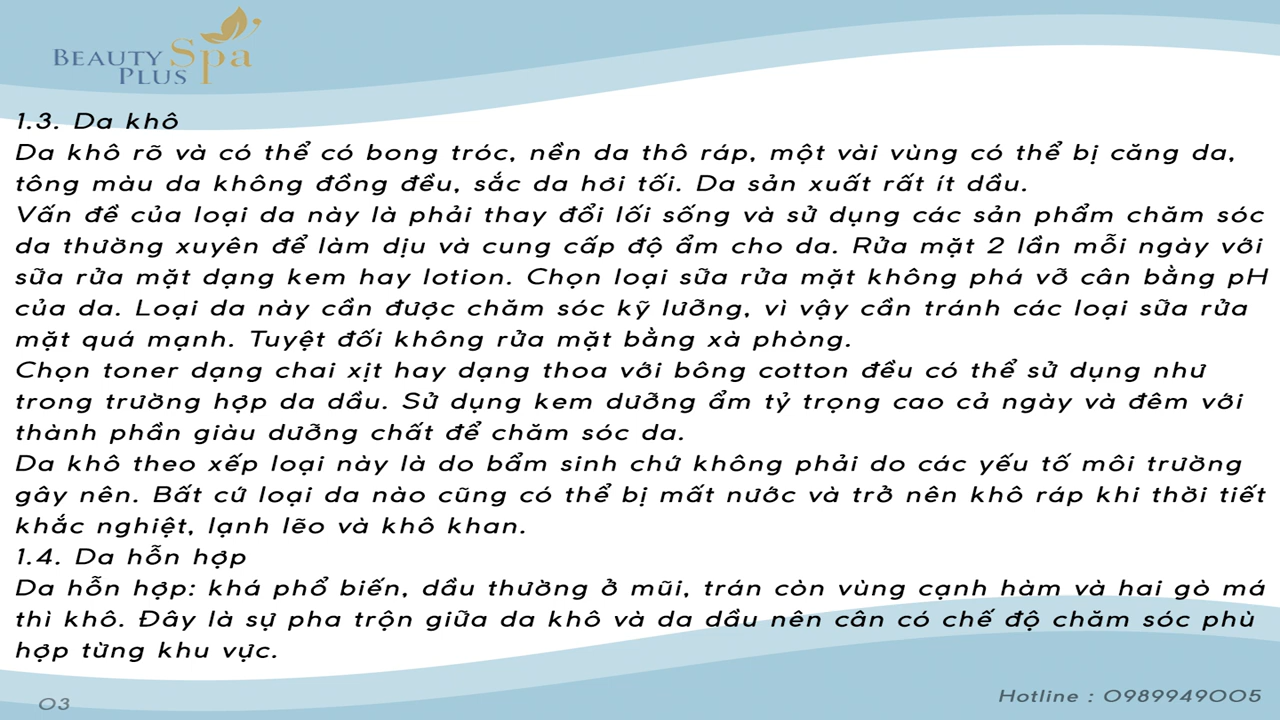 BEAUTY Spa
PLUS
1.3. Da khô
Da khô rõ và có thể có bong tróc, nền da thô ráp, một vài vùng có thể bị căng da,
tông màu da không đồng đều, sắc da hơi tối. Da sản xuất rất ít dầu.
Vấn đề của loại da này là phải thay đổi lối sống và sử dụng các sản phẩm chăm sóc
da thường xuyên để làm dịu và cung cấp độ ẩm cho da. Rửa mặt 2 lần mỗi ngày với
sữa rửa mặt dạng kem hay lotion. Chọn loại sữa rửa mặt không phá vỡ cân bằng pH
của da. Loại da này cần được chăm sóc kỹ lưỡng, vì vậy cần tránh các loại sữa rửa
mặt quá mạnh. Tuyệt đối không rửa mặt bằng xà phòng.
Chọn toner dạng chai xịt hay dạng thoa với bông cotton đều có thể sử dụng như
trong trường hợp da dầu. Sử dụng kem dưỡng ẩm tỷ trọng cao cả ngày và đêm với
thành phần giàu dưỡng chất để chăm sóc da.
Da khô theo xếp loại này là do bẩm sinh chứ không phải do các yếu tố môi trường
gây nên. Bất cứ loại da nào cũng có thể bị mất nước và trở nên khô ráp khi thời tiết
khắc nghiệt, lạnh lẽo và khô khan.
1.4. Da hỗn hợp
Da hỗn hợp: khá phổ biến, dầu thường ở mũi, trán còn vùng cạnh hàm và hai gò má
thì khô. Đây là sự pha trộn giữa da khô và da dầu nên cân có chế độ chăm sóc phù
hợp từng khu vực.
03
Hotline : 0989949005